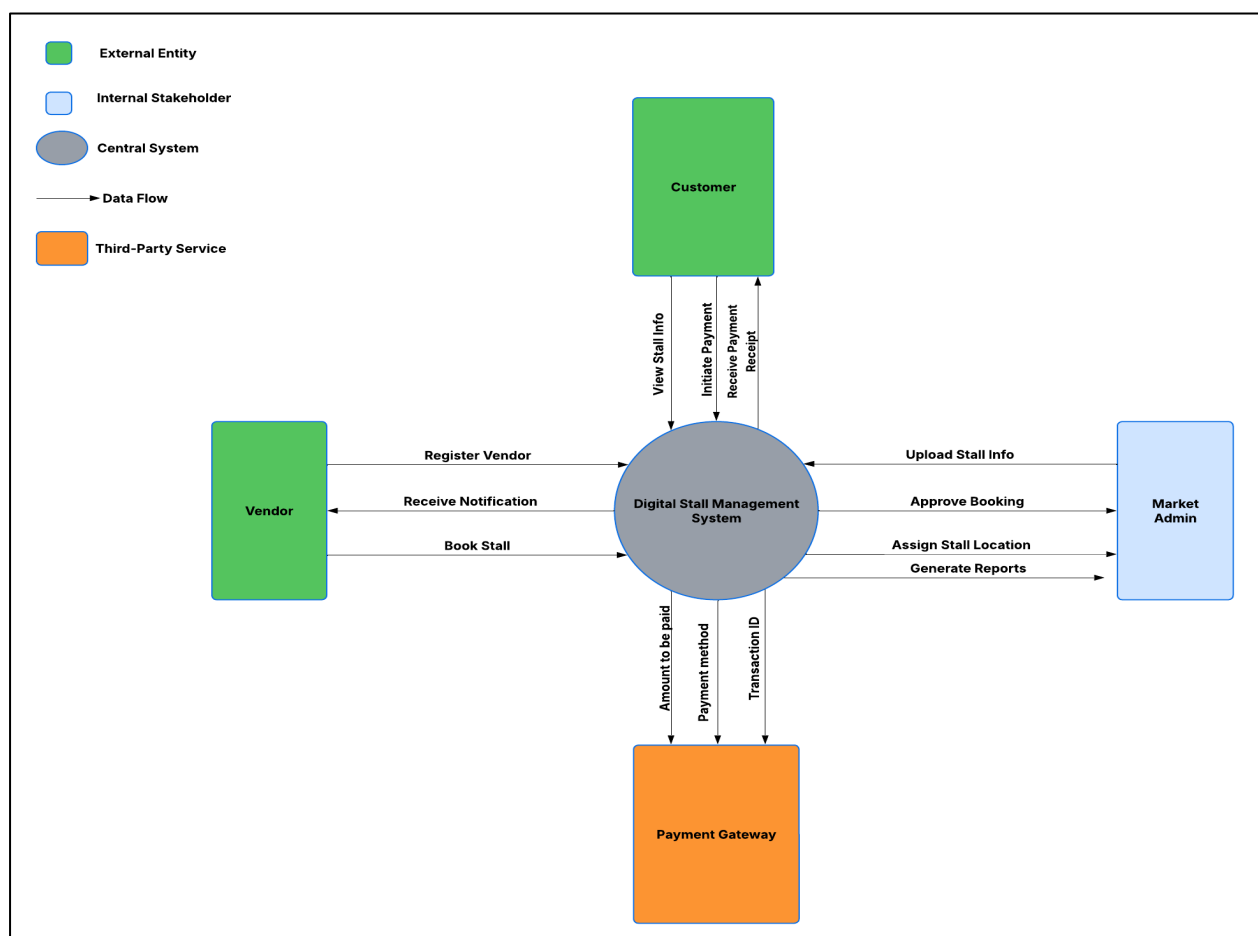 External Entity
Internal Stakeholder
Central System
Data Flow
Third-Party Service
Customer
View Stall Info
Initiate Payment
Receive Payment
Receipt
Vendor
Register Vendor
Receive Notification
Book Stall
Digital Stall Management
System
Upload Stall Info
Approve Booking
Assign Stall Location
Generate Reports
Market
Admin
Amount to be paid
Payment method
Transaction ID
Payment Gateway